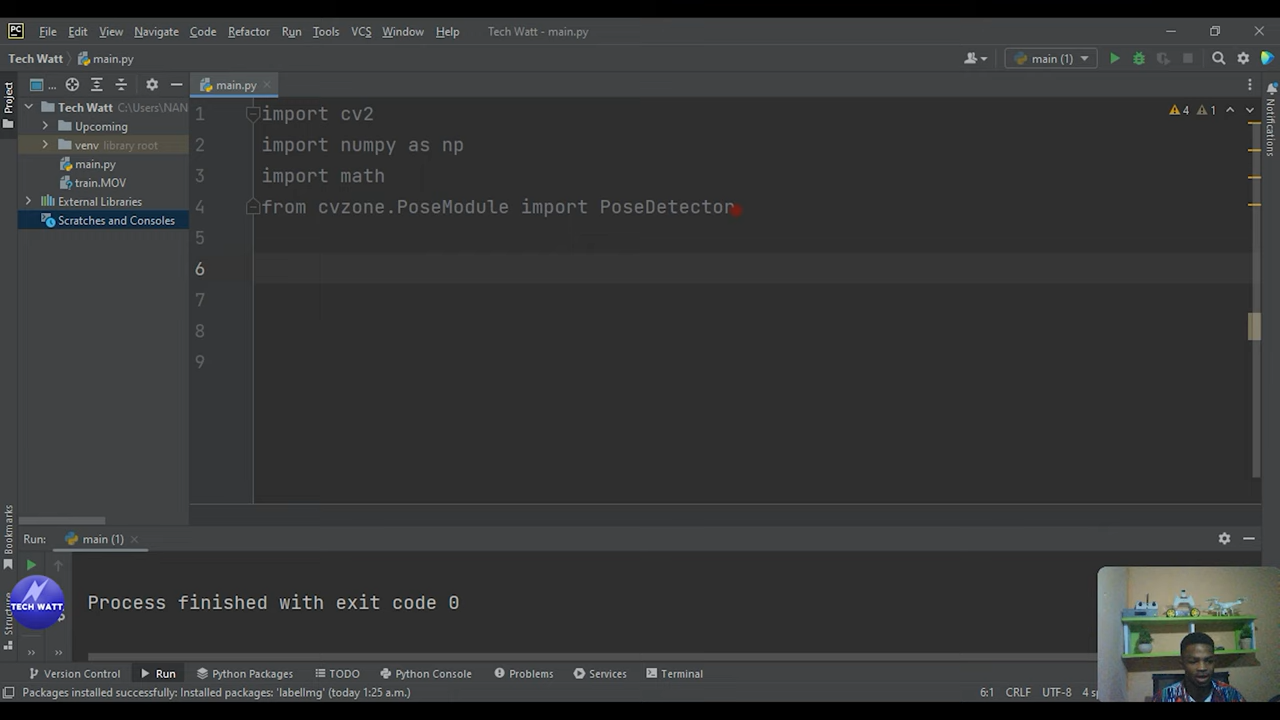 PC File Edit View Navigate Code Refactor Run Tools VCS Window Help Tech Watt - main.py
Tech Watt main.py main (1)
... main.py
Project
Tech Watt C:\Users\NAN
Upcoming
venv library root
main.py
train.MOV
External Libraries
Scratches and Consoles
1 import cv2
2 import numpy as np
3 import math
4 from cvzone.PoseModule import PoseDetector
5
6
7
8
9
4 1
Notifications
Bookmarks
Structure
Run: main (1)
Process finished with exit code 0
TECH WATT
Version Control Run Python Packages TODO Python Console Problems Services Terminal
Packages installed successfully: Installed packages: 'labelImg' (today 1:25 a.m.) 6:1 CRLF UTF-8 4 sp